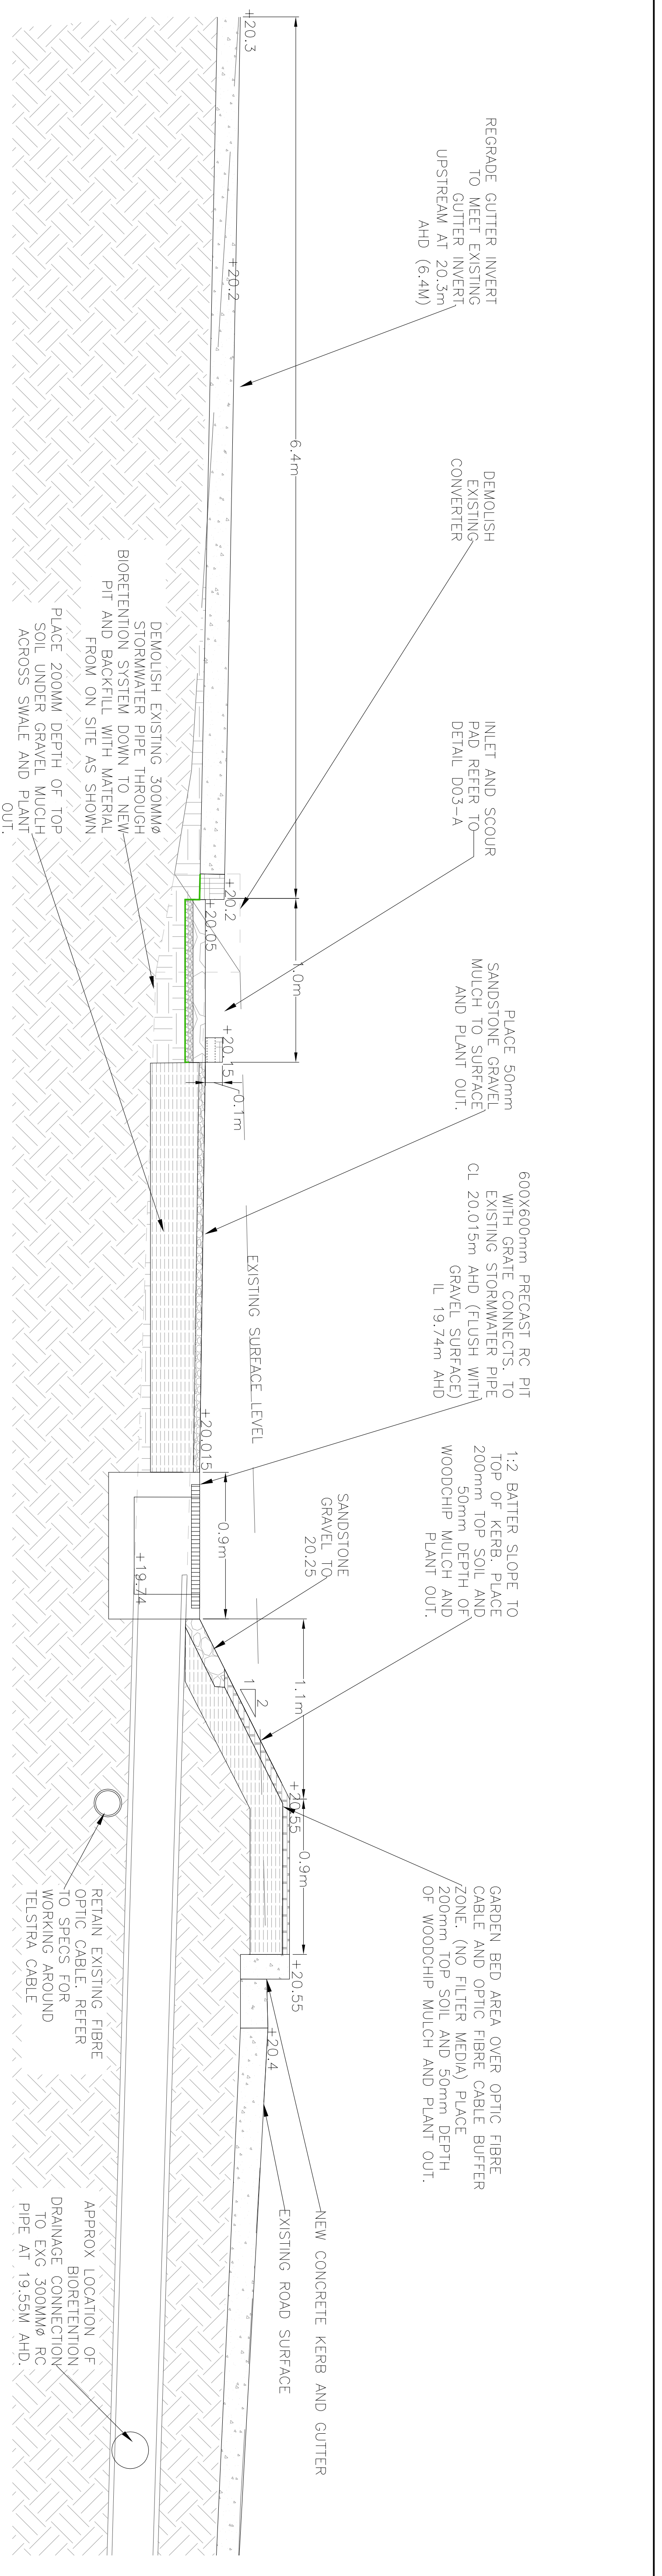 REGRADE GUTTER INVERT
TO MEET EXISTING
GUTTER INVERT
UPSTREAM AT 20.3m
AHD (6.4M)
DEMOLISH
EXISTING
CONVERTER
INLET AND SCOUR
PAD REFER TO
DETAIL D03-A
PLACE 50mm
SANDSTONE GRAVEL
MULCH TO SURFACE
AND PLANT OUT.
600X600mm PRECAST RC PIT
WITH GRATE CONNECTS. TO
EXISTING STORMWATER PIPE
CL 20.015m AHD (FLUSH WITH
GRAVEL SURFACE)
IL 19.74m AHD
1:2 BATTER SLOPE TO
TOP OF KERB. PLACE
200mm TOP SOIL AND
50mm DEPTH OF
WOODCHIP MULCH AND
PLANT OUT.
SANDSTONE
GRAVEL TO
20.25
GARDEN BED AREA OVER OPTIC FIBRE
CABLE AND OPTIC FIBRE CABLE BUFFER
ZONE. (NO FILTER MEDIA) PLACE
200mm TOP SOIL AND 50mm DEPTH
OF WOODCHIP MULCH AND PLANT OUT.
NEW CONCRETE KERB AND GUTTER
EXISTING ROAD SURFACE
6.4m
1.0m
0.9m
1.1m
0.9m
+20.3
+20.2
+20.2
+20.05
+20.15
0.1m
EXISTING SURFACE LEVEL
+20.015
+19.74
1
2
+20.55
+20.55
+20.4
DEMOLISH EXISTING 300MMØ
STORMWATER PIPE THROUGH
BIORETENTION SYSTEM DOWN TO NEW
PIT AND BACKFILL WITH MATERIAL
FROM ON SITE AS SHOWN
PLACE 200MM DEPTH OF TOP
SOIL UNDER GRAVEL MUCLH
ACROSS SWALE AND PLANT
OUT.
RETAIN EXISTING FIBRE
OPTIC CABLE. REFER
TO SPECS FOR
WORKING AROUND
TELSTRA CABLE
APPROX LOCATION OF
BIORETENTION
DRAINAGE CONNECTION
TO EXG 300MMØ RC
PIPE AT 19.55M AHD.